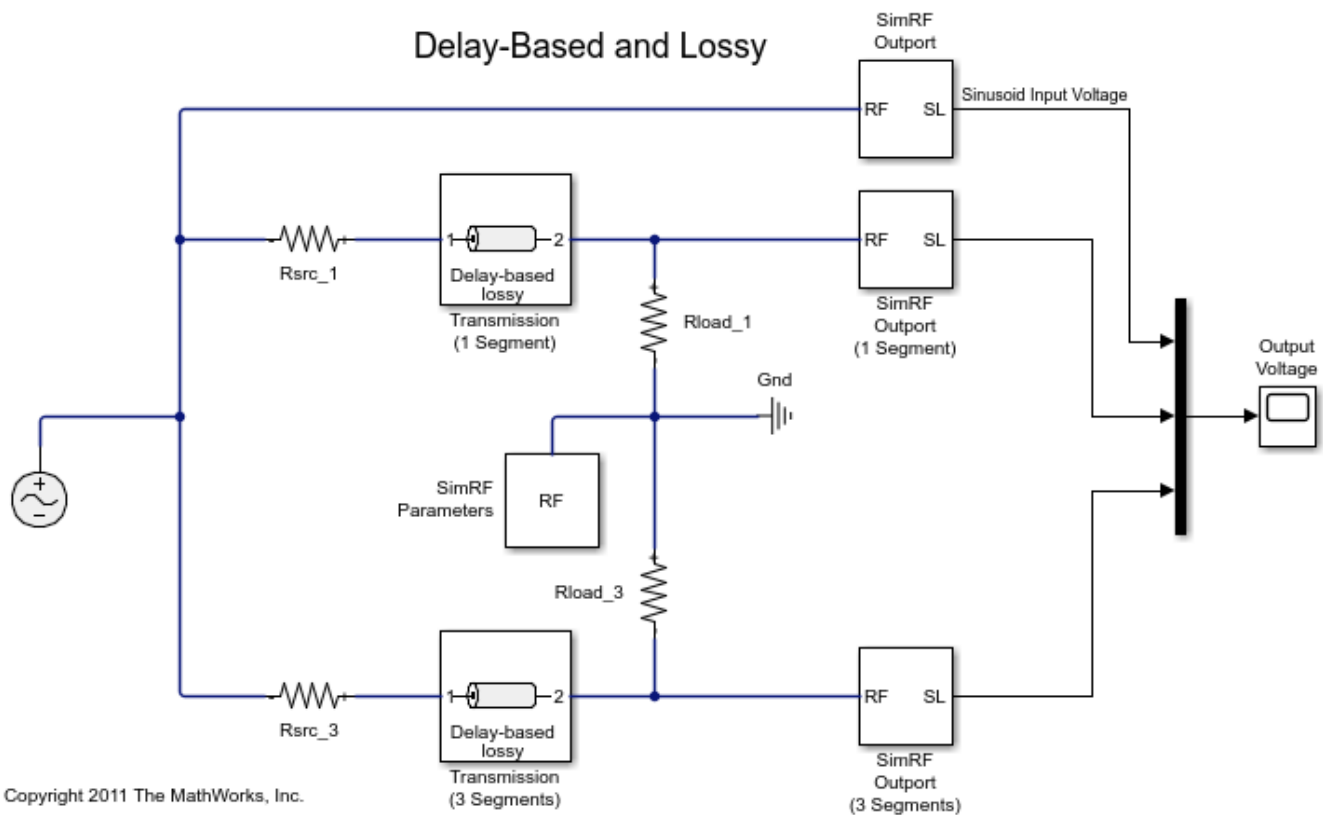 Delay-Based and Lossy
SimRF
Outport
RF
SL
Sinusoid Input Voltage
Rsrc_1
1
2
Delay-based
lossy
Transmission
(1 Segment)
Rload_1
RF
SL
SimRF
Outport
(1 Segment)
Output
Voltage
Gnd
SimRF
Parameters
RF
Rload_3
Rsrc_3
1
2
Delay-based
lossy
Transmission
(3 Segments)
RF
SL
SimRF
Outport
(3 Segments)
Copyright 2011 The MathWorks, Inc.